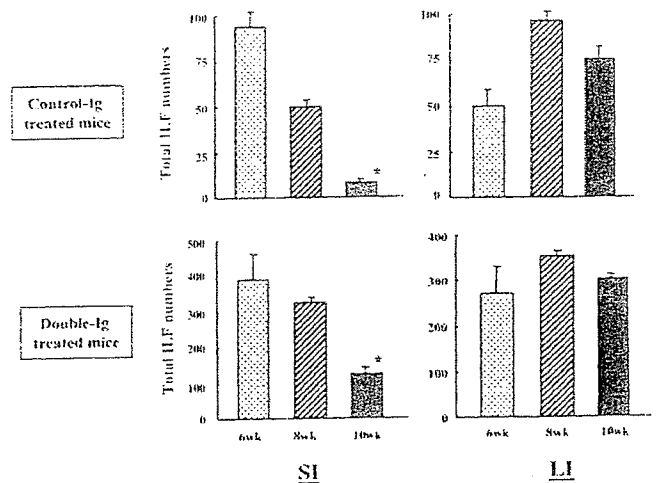 Control-Ig
treated mice
Total ILF numbers
100
75
50
25
0
*
100
75
50
25
0
Double-Ig
treated mice
Total ILF numbers
500
400
300
200
100
0
*
400
300
200
100
0
6wk 8wk 10wk
6wk 8wk 10wk
SI
LI